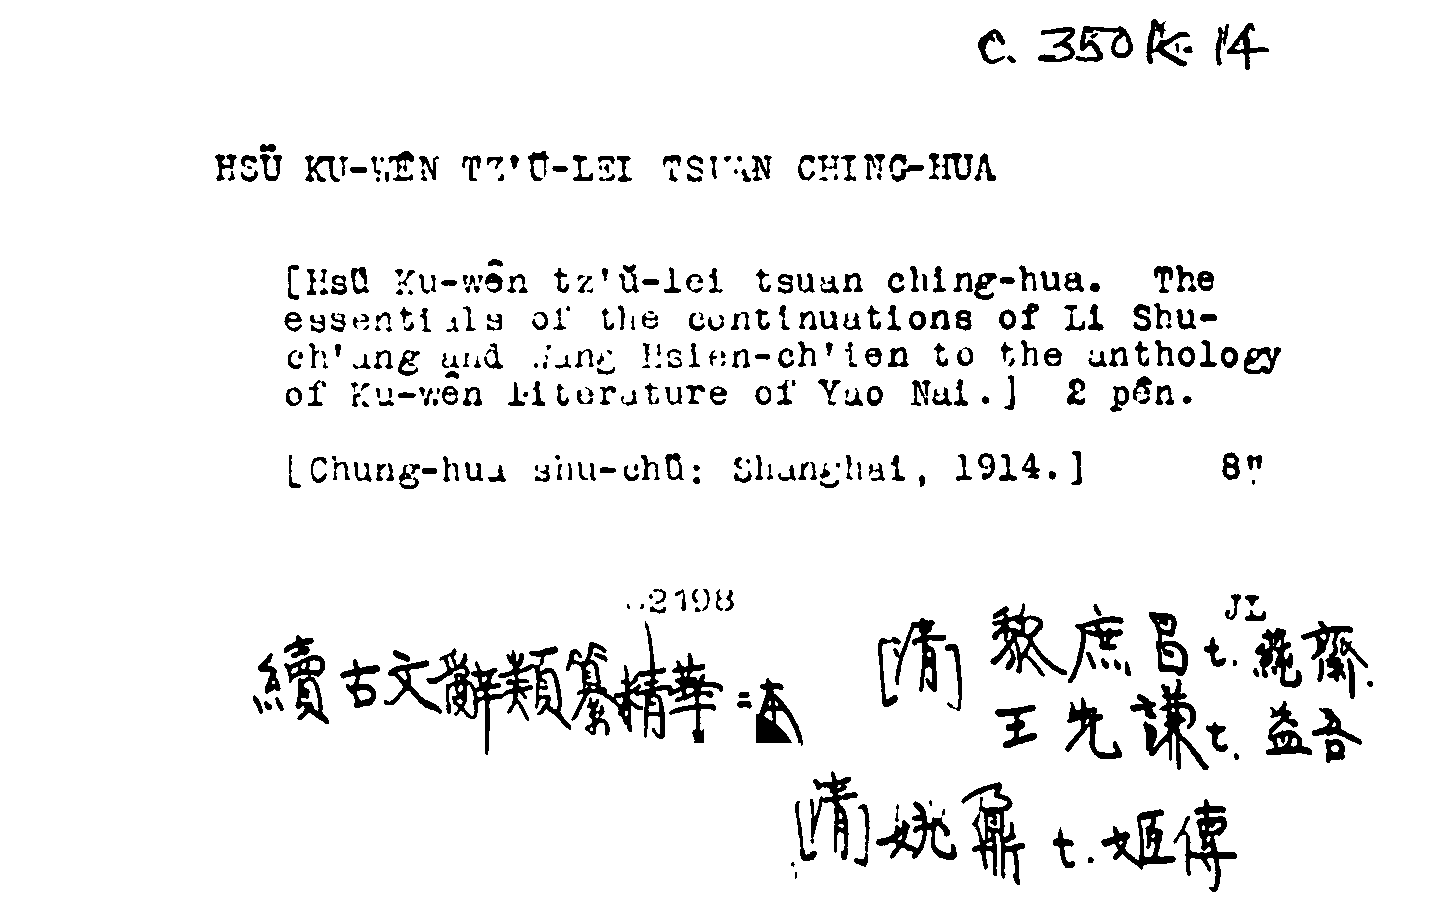 C. 350 K. 14
HSÜ KU-WÊN TZ'Ŭ-LEI TSUAN CHING-HUA
[Hsü Ku-wên tz'ŭ-lei tsuan ching-hua. The
essentials of the continuations of Li Shu-
ch'ang and Wang Hsien-ch'ien to the anthology
of Ku-wên literature of Yao Nai.] 2 pên.
[Chung-hua shu-chü: Shanghai, 1914.] 8"
2198
JL
續古文辭類纂精華 二本
[清] 黎庶昌 t. 蒓齋.
王先謙 t. 益吾
[清] 姚鼐 t. 姬傳